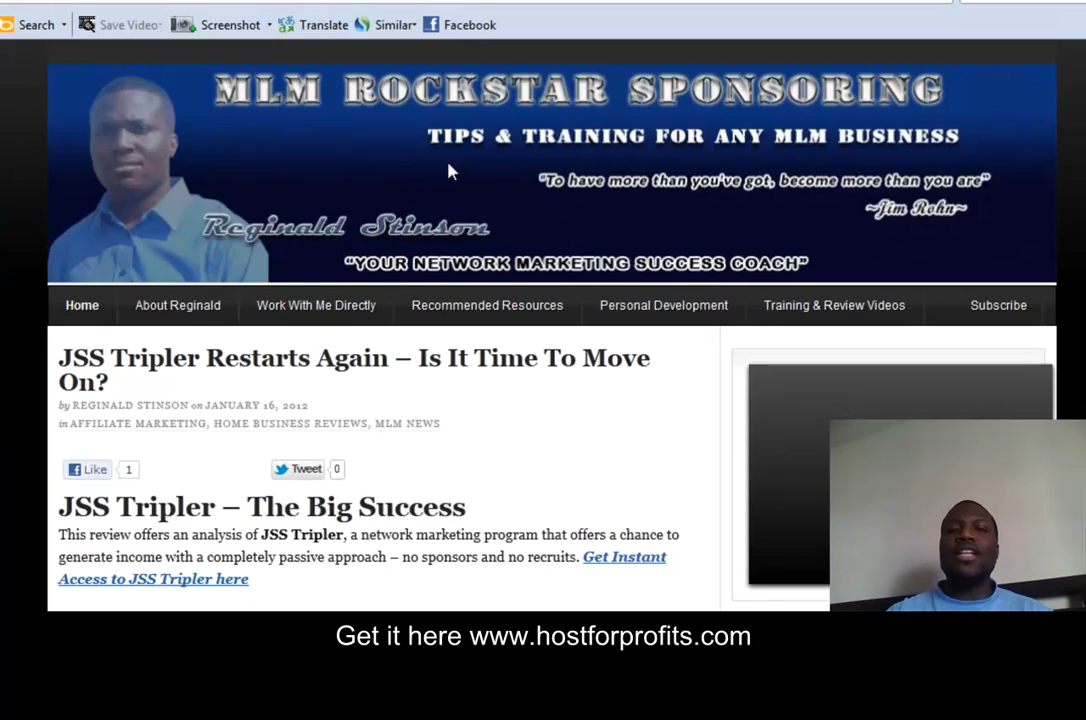 Search Save Video Screenshot Translate Similar Facebook
MLM ROCKSTAR SPONSORING
TIPS & TRAINING FOR ANY MLM BUSINESS
"To have more than you've got, become more than you are"
~Jim Rohn~
Reginald Stinson
"YOUR NETWORK MARKETING SUCCESS COACH"
Home About Reginald Work With Me Directly Recommended Resources Personal Development Training & Review Videos Subscribe
JSS Tripler Restarts Again – Is It Time To Move
On?
by REGINALD STINSON on JANUARY 16, 2012
in AFFILIATE MARKETING, HOME BUSINESS REVIEWS, MLM NEWS
Like 1 Tweet 0
JSS Tripler – The Big Success
This review offers an analysis of JSS Tripler, a network marketing program that offers a chance to
generate income with a completely passive approach – no sponsors and no recruits. Get Instant
Access to JSS Tripler here
Get it here www.hostforprofits.com